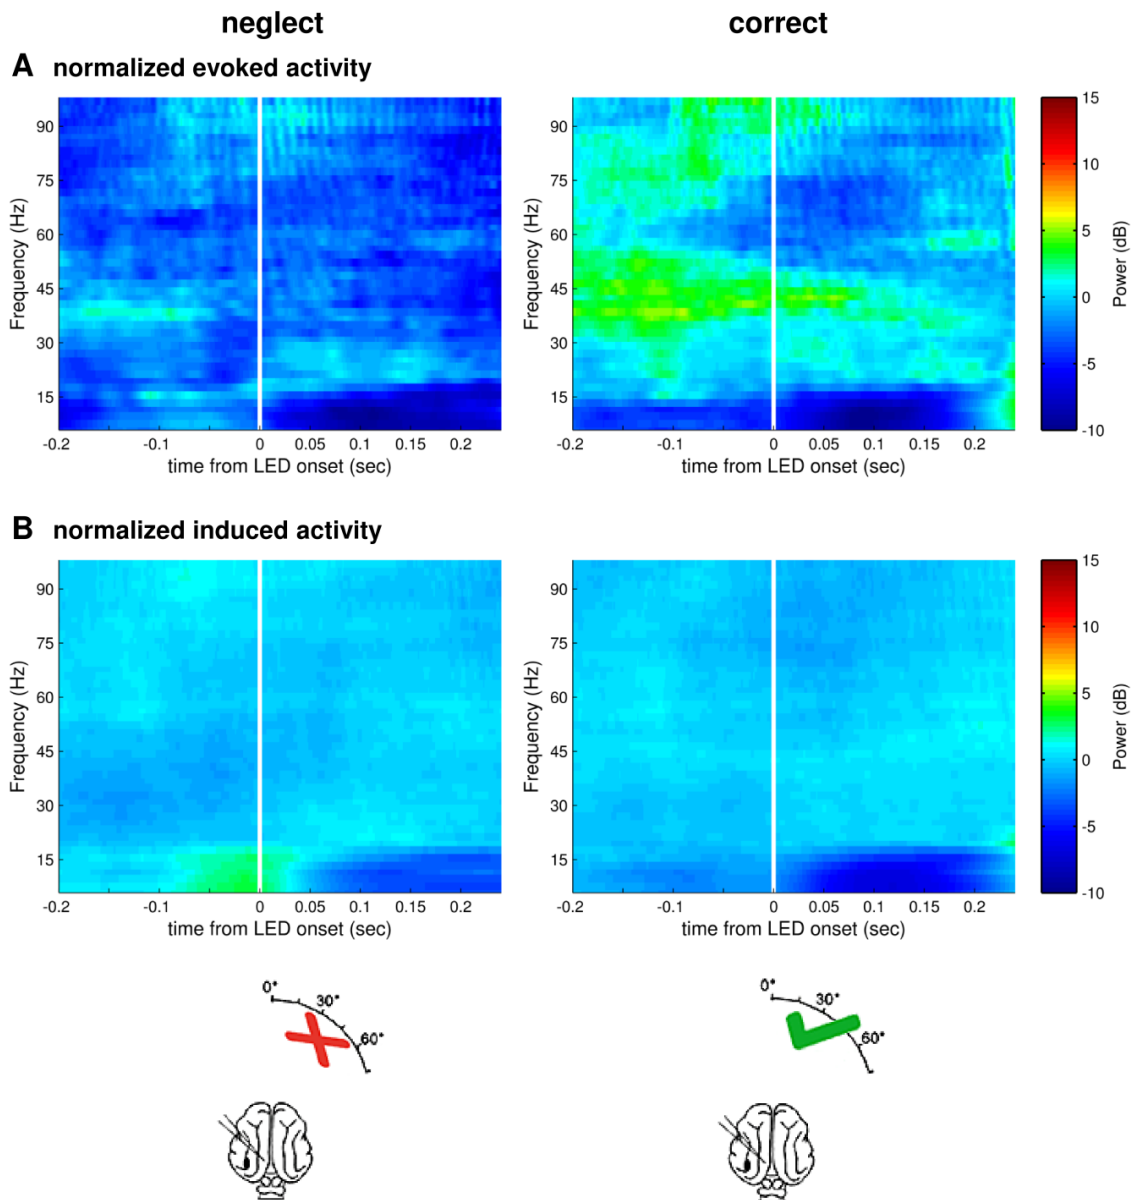 neglect correct
A normalized evoked activity
90 75 60 45 30 15
Frequency (Hz)
-0.2 -0.1 0 0.05 0.1 0.15 0.2
time from LED onset (sec)
90 75 60 45 30 15
Frequency (Hz)
-0.2 -0.1 0 0.05 0.1 0.15 0.2
time from LED onset (sec)
15 10 5 0 -5 -10
Power (dB)
B normalized induced activity
90 75 60 45 30 15
Frequency (Hz)
-0.2 -0.1 0 0.05 0.1 0.15 0.2
time from LED onset (sec)
90 75 60 45 30 15
Frequency (Hz)
-0.2 -0.1 0 0.05 0.1 0.15 0.2
time from LED onset (sec)
15 10 5 0 -5 -10
Power (dB)
0° 30° 60°
0° 30° 60°